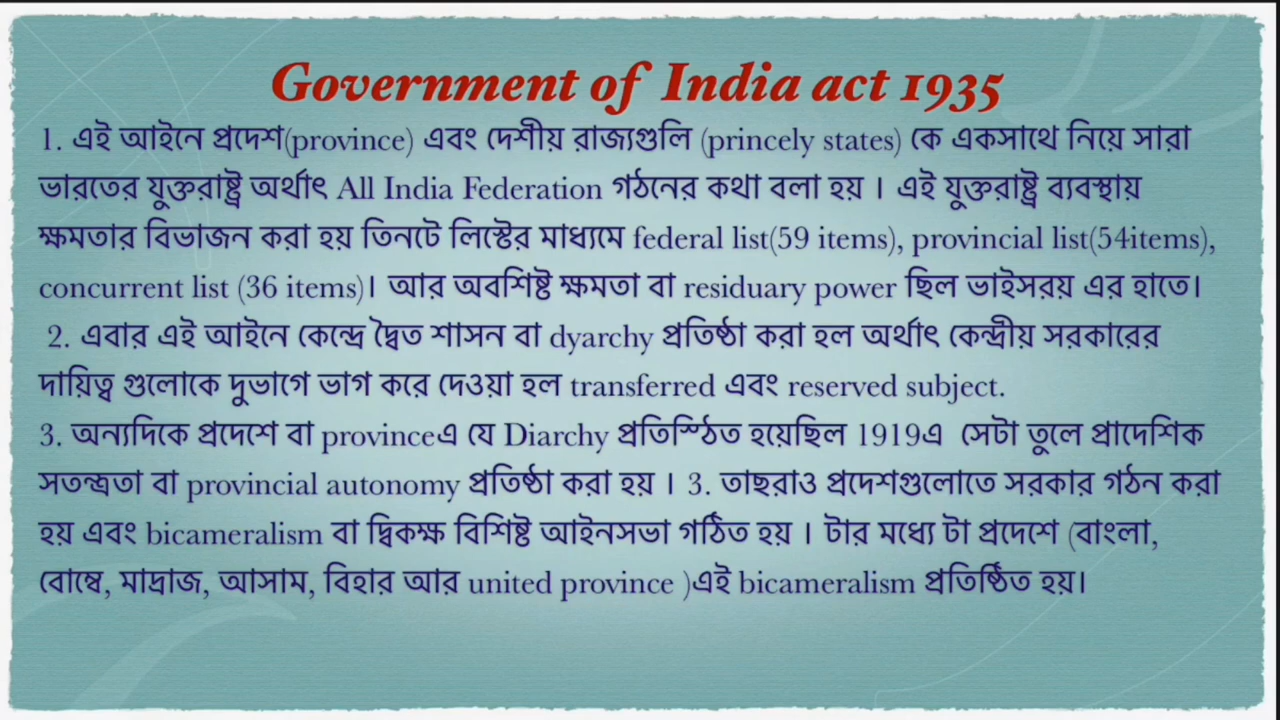 Government of India act 1935
1. এই আইনে প্রদেশ(province) এবং দেশীয় রাজ্যগুলি (princely states) কে একসাথে নিয়ে সারা
ভারতের যুক্তরাষ্ট্র অর্থাৎ All India Federation গঠনের কথা বলা হয় । এই যুক্তরাষ্ট্র ব্যবস্থায়
ক্ষমতার বিভাজন করা হয় তিনটে লিস্টের মাধ্যমে federal list(59 items), provincial list(54items),
concurrent list (36 items)। আর অবশিষ্ট ক্ষমতা বা residuary power ছিল ভাইসরয় এর হাতে।
2. এবার এই আইনে কেন্দ্রে দ্বৈত শাসন বা dyarchy প্রতিষ্ঠা করা হল অর্থাৎ কেন্দ্রীয় সরকারের
দায়িত্ব গুলোকে দুভাগে ভাগ করে দেওয়া হল transferred এবং reserved subject.
3. অন্যদিকে প্রদেশে বা provinceএ যে Diarchy প্রতিস্ঠিত হয়েছিল 1919এ সেটা তুলে প্রাদেশিক
সতন্ত্রতা বা provincial autonomy প্রতিষ্ঠা করা হয় । 3. তাছরাও প্রদেশগুলোতে সরকার গঠন করা
হয় এবং bicameralism বা দ্বিকক্ষ বিশিষ্ট আইনসভা গঠিত হয় । টার মধ্যে টা প্রদেশে (বাংলা,
বোম্বে, মাদ্রাজ, আসাম, বিহার আর united province )এই bicameralism প্রতিষ্ঠিত হয়।